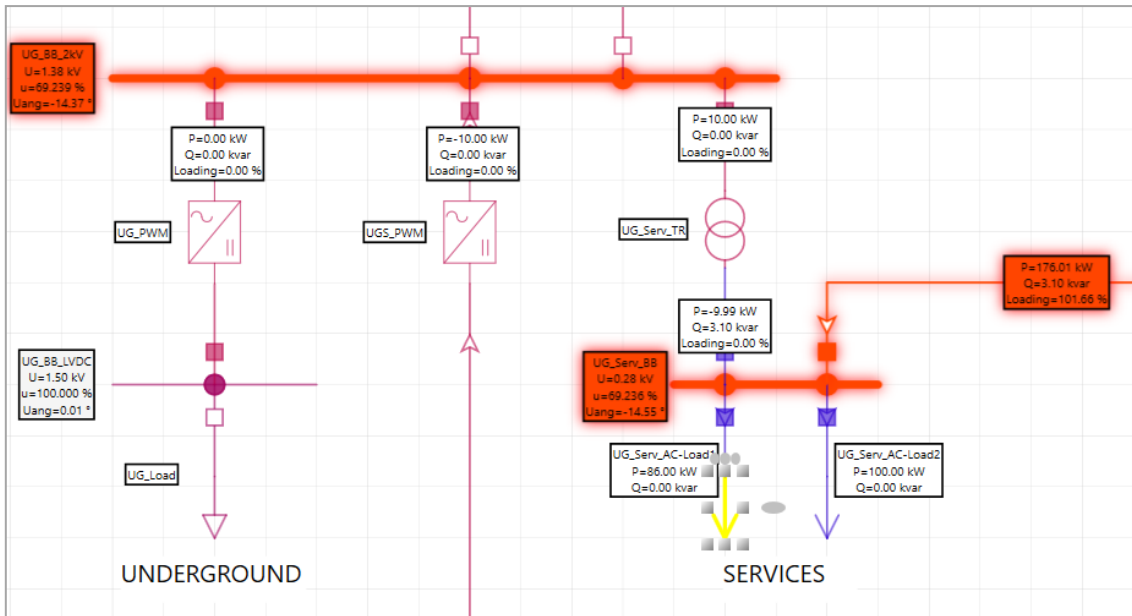 UG_BB_2kV
U=1.38 kV
u=69.239 %
Uang=-14.37 °
P=0.00 kW
Q=0.00 kvar
Loading=0.00 %
P=-10.00 kW
Q=0.00 kvar
Loading=0.00 %
P=10.00 kW
Q=0.00 kvar
Loading=0.00 %
UG_PWM
UGS_PWM
UG_Serv_TR
P=176.01 kW
Q=3.10 kvar
Loading=101.66 %
P=-9.99 kW
Q=3.10 kvar
Loading=0.00 %
UG_BB_LVDC
U=1.50 kV
u=100.000 %
Uang=0.01 °
UG_Serv_BB
U=0.28 kV
u=69.236 %
Uang=-14.55 °
UG_Load
UG_Serv_AC-Load1
P=86.00 kW
Q=0.00 kvar
UG_Serv_AC-Load2
P=100.00 kW
Q=0.00 kvar
UNDERGROUND
SERVICES